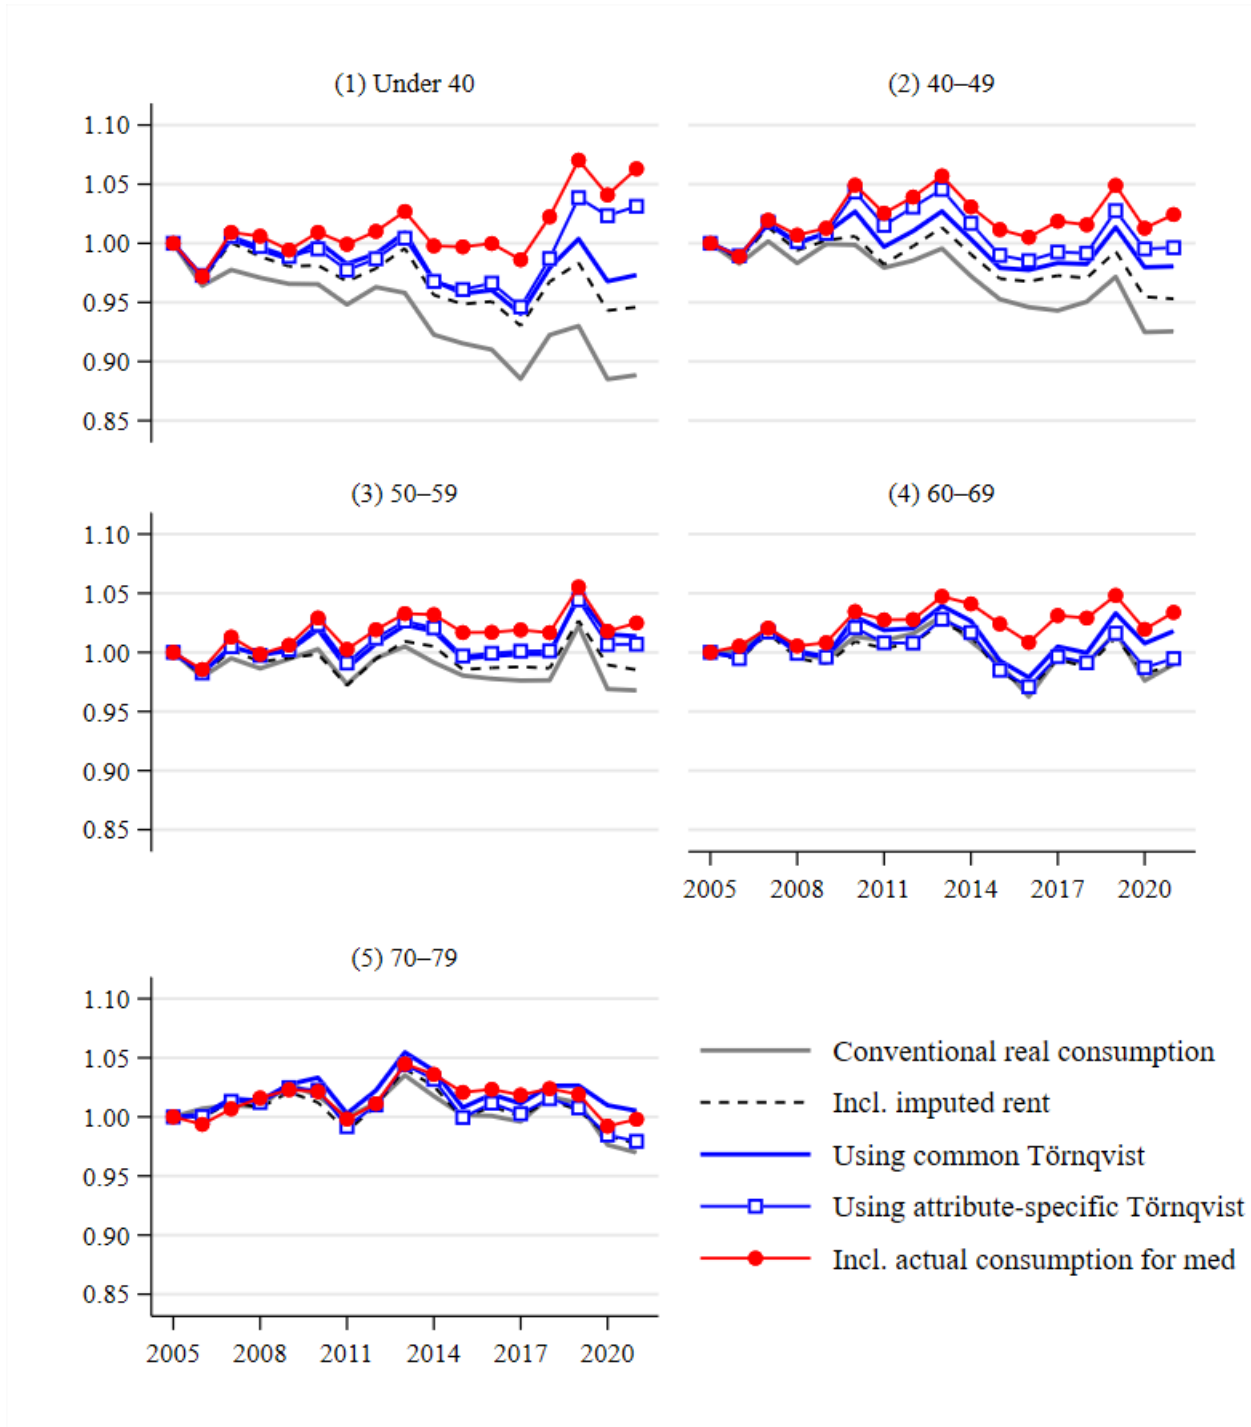 (1) Under 40
(2) 40–49
1.10
1.05
1.00
0.95
0.90
0.85
(3) 50–59
(4) 60–69
1.10
1.05
1.00
0.95
0.90
0.85
2005 2008 2011 2014 2017 2020
(5) 70–79
1.10
1.05
1.00
0.95
0.90
0.85
2005 2008 2011 2014 2017 2020
Conventional real consumption
Incl. imputed rent
Using common Törnqvist
Using attribute-specific Törnqvist
Incl. actual consumption for med